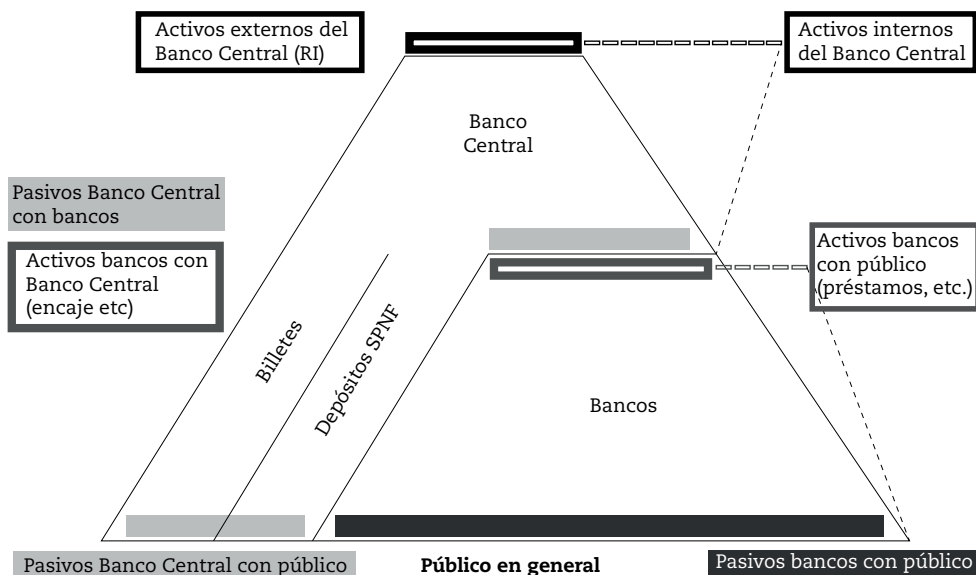 Activos externos del
Banco Central (RI)
Activos internos
del Banco Central
Banco
Central
Pasivos Banco Central
con bancos
Activos bancos con
Banco Central
(encaje etc)
Activos bancos
con público
(préstamos, etc.)
Billetes
Depósitos SPNF
Bancos
Pasivos Banco Central con público
Público en general
Pasivos bancos con público